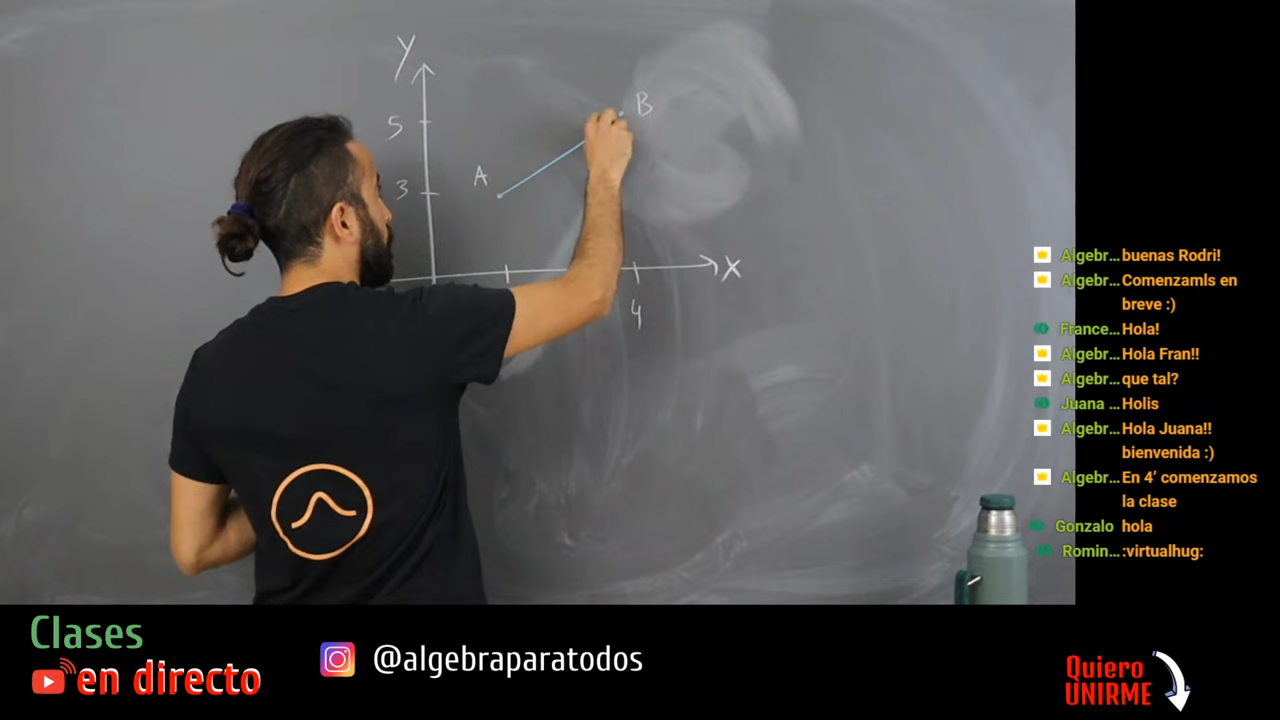 Y
5
B
A
3
X
4
Algebr... buenas Rodri!
Algebr... Comenzamls en
breve :)
France... Hola!
Algebr... Hola Fran!!
Algebr... que tal?
Juana ... Holis
Algebr... Hola Juana!!
bienvenida :)
Algebr... En 4’ comenzamos
la clase
Gonzalo hola
Romin... :virtualhug:
Clases
en directo
@algebraparatodos
Quiero
UNIRME